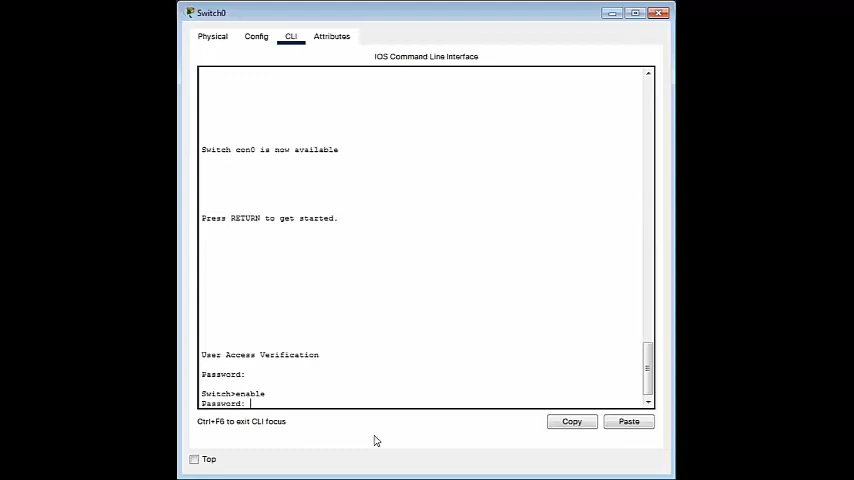 Switch0
Physical Config CLI Attributes
IOS Command Line Interface
Switch con0 is now available
Press RETURN to get started.
User Access Verification
Password:
Switch>enable
Password:
Ctrl+F6 to exit CLI focus
Copy Paste
Top